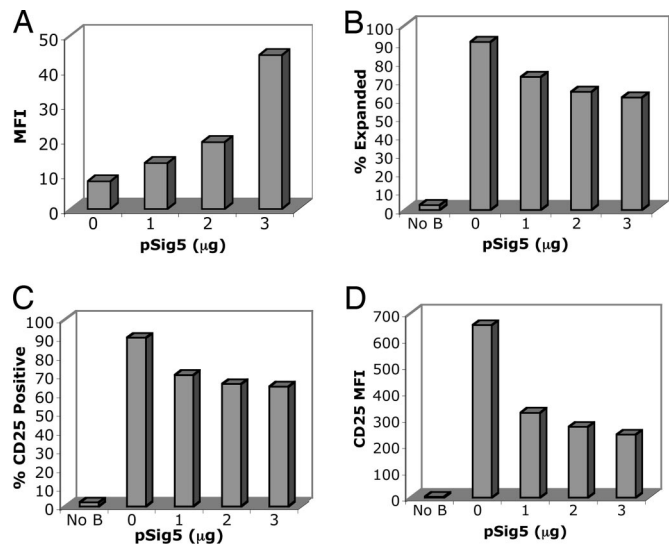 A
MFI
50
40
30
20
10
0
0 1 2 3
pSig5 (μg)
B
% Expanded
100
90
80
70
60
50
40
30
20
10
0
No B 0 1 2 3
pSig5 (μg)
C
% CD25 Positive
100
90
80
70
60
50
40
30
20
10
0
No B 0 1 2 3
pSig5 (μg)
D
CD25 MFI
700
600
500
400
300
200
100
0
No B 0 1 2 3
pSig5 (μg)